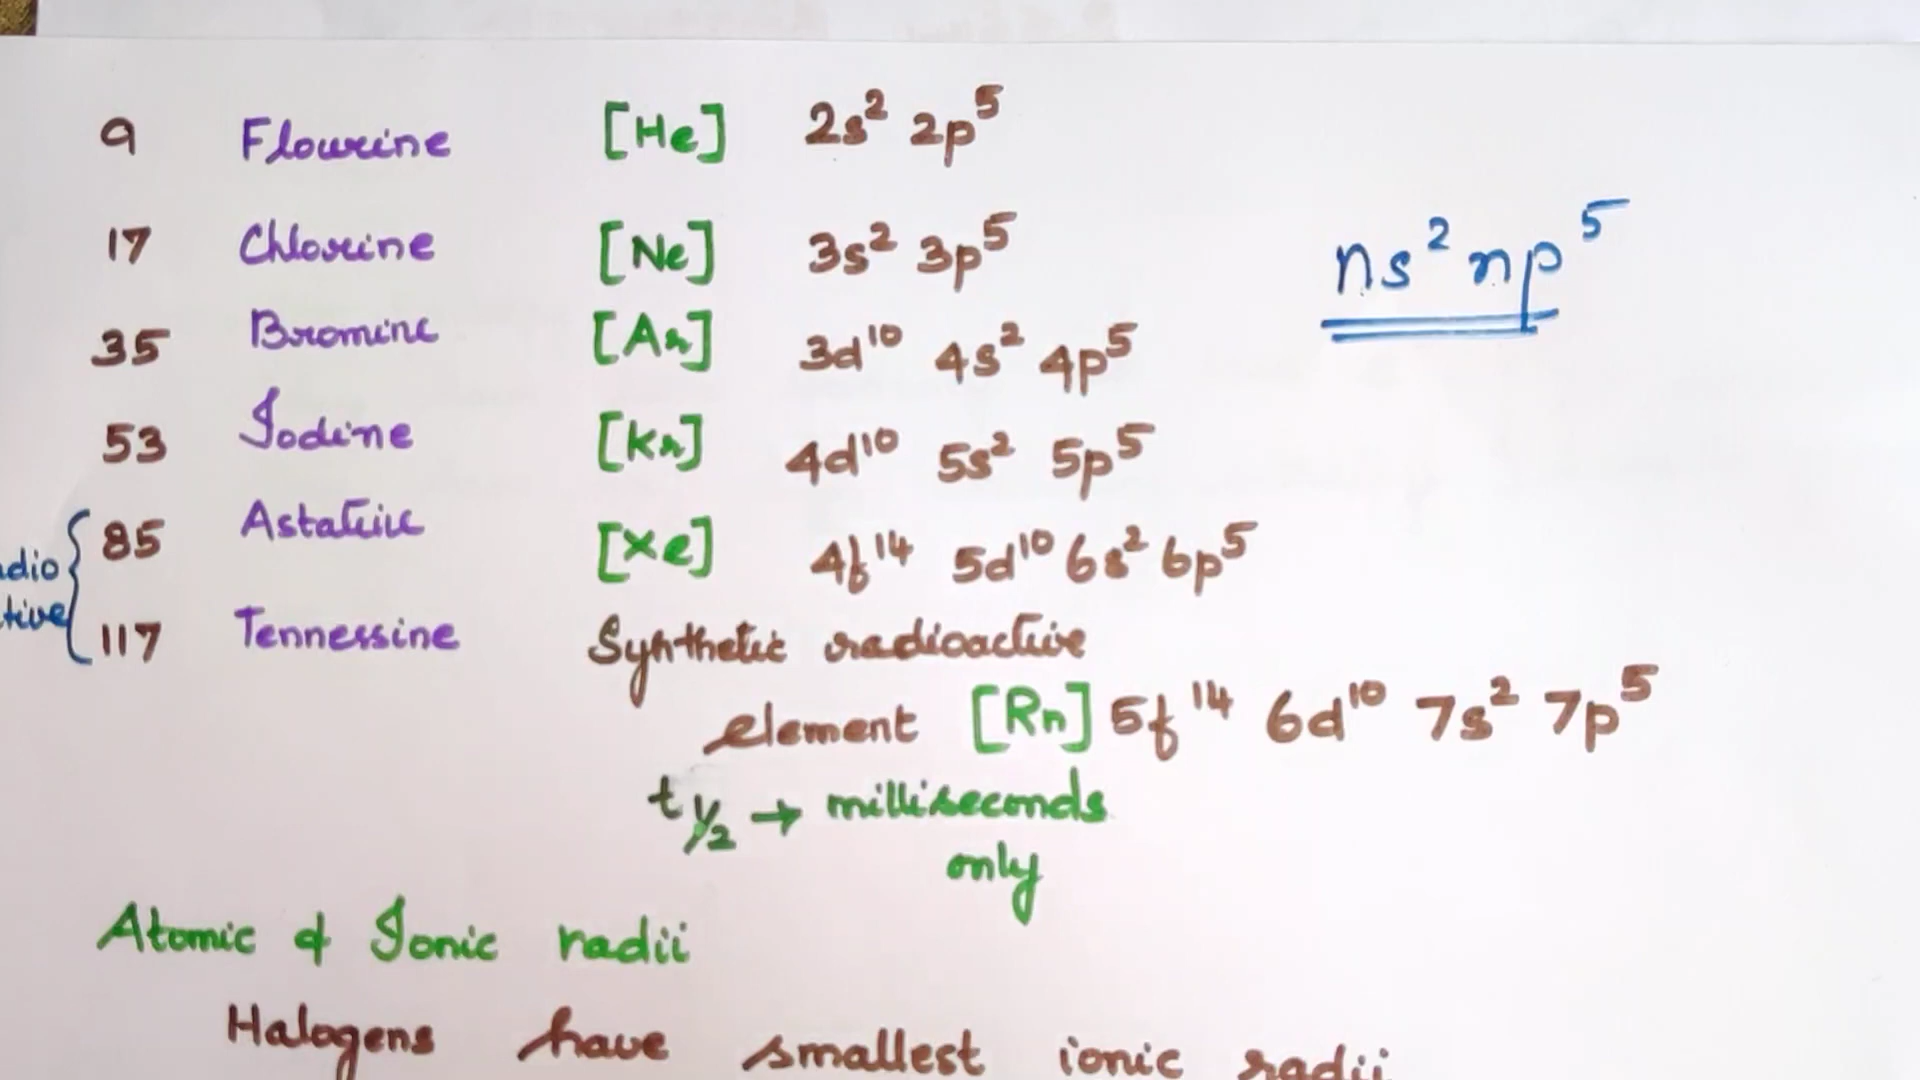 9 Flourine [He] 2s² 2p⁵
17 Chlorine [Ne] 3s² 3p⁵
ns² np⁵
35 Bromine [Ar] 3d¹⁰ 4s² 4p⁵
53 Iodine [Kr] 4d¹⁰ 5s² 5p⁵
85 Astatine [Xe] 4f¹⁴ 5d¹⁰ 6s² 6p⁵
dio
tive
117 Tennessine Synthetic radioactive
element [Rn] 5f¹⁴ 6d¹⁰ 7s² 7p⁵
t½ → milliseconds
only
Atomic & Ionic radii
Halogens have smallest ionic radii